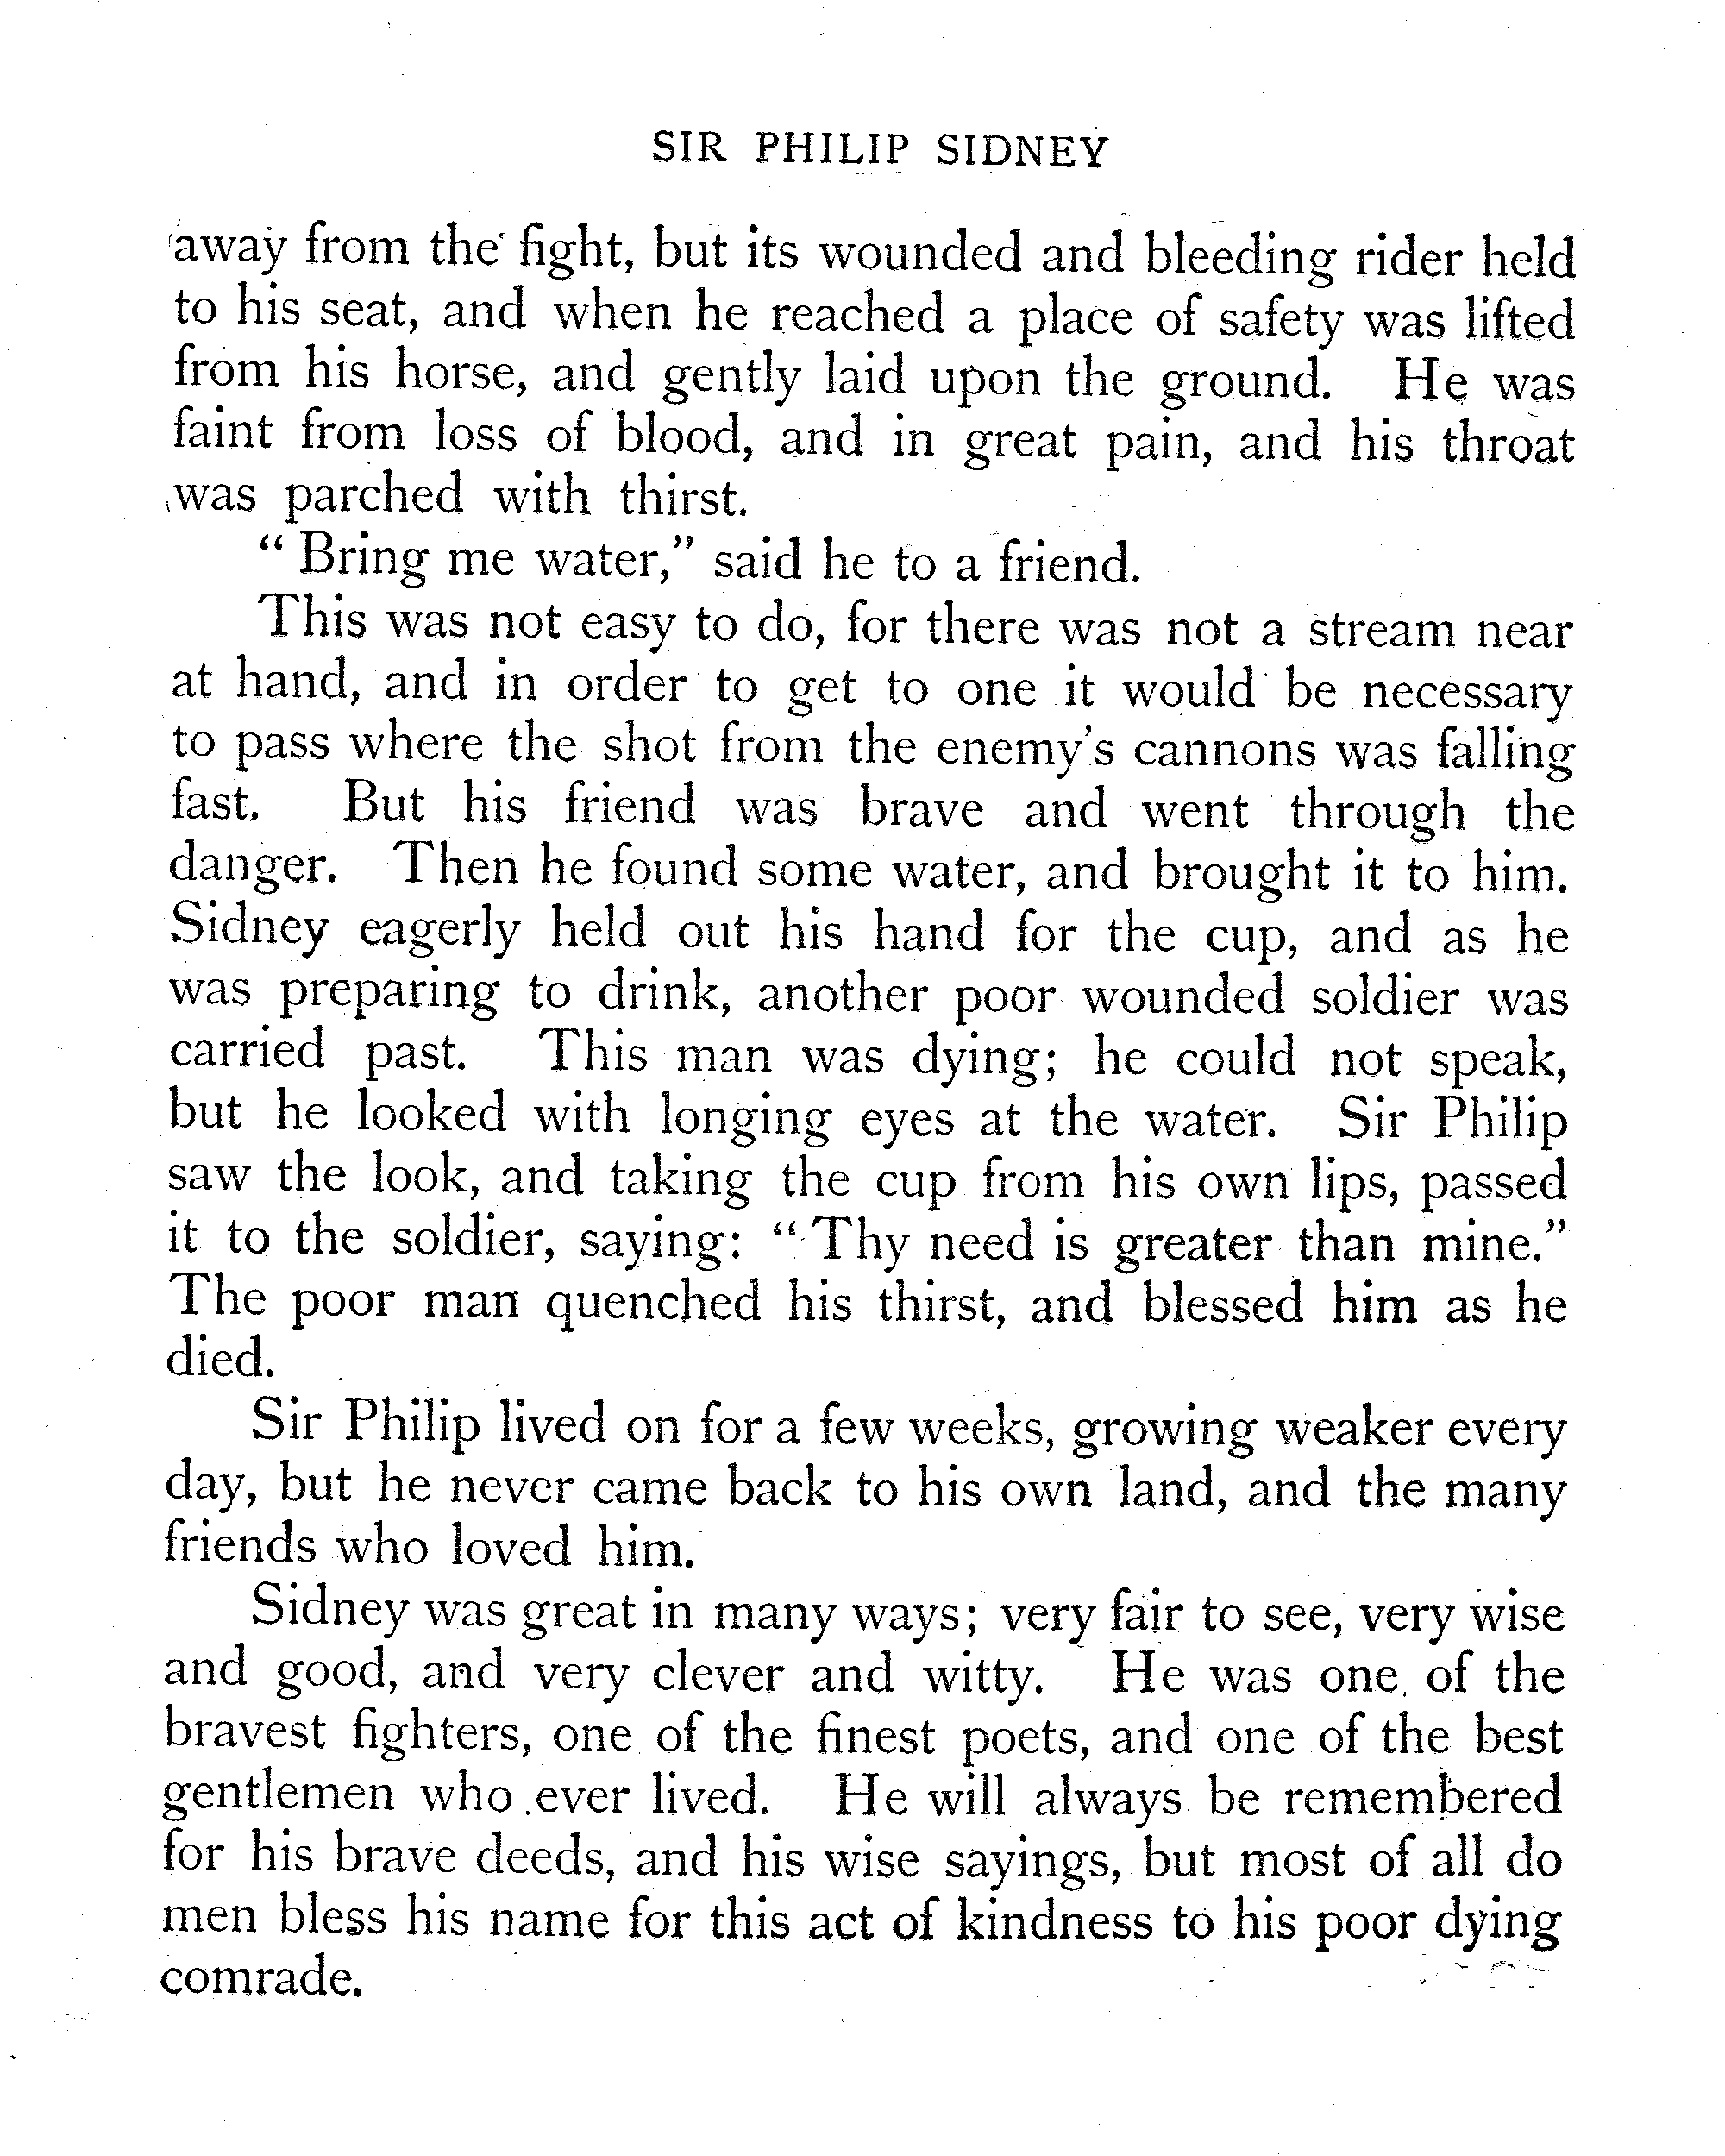 SIR PHILIP SIDNEY
away from the fight, but its wounded and bleeding rider held
to his seat, and when he reached a place of safety was lifted
from his horse, and gently laid upon the ground. He was
faint from loss of blood, and in great pain, and his throat
was parched with thirst.
“Bring me water,” said he to a friend.
This was not easy to do, for there was not a stream near
at hand, and in order to get to one it would be necessary
to pass where the shot from the enemy's cannons was falling
fast. But his friend was brave and went through the
danger. Then he found some water, and brought it to him.
Sidney eagerly held out his hand for the cup, and as he
was preparing to drink, another poor wounded soldier was
carried past. This man was dying; he could not speak,
but he looked with longing eyes at the water. Sir Philip
saw the look, and taking the cup from his own lips, passed
it to the soldier, saying: “Thy need is greater than mine.”
The poor man quenched his thirst, and blessed him as he
died.
Sir Philip lived on for a few weeks, growing weaker every
day, but he never came back to his own land, and the many
friends who loved him.
Sidney was great in many ways; very fair to see, very wise
and good, and very clever and witty. He was one of the
bravest fighters, one of the finest poets, and one of the best
gentlemen who ever lived. He will always be remembered
for his brave deeds, and his wise sayings, but most of all do
men bless his name for this act of kindness to his poor dying
comrade.